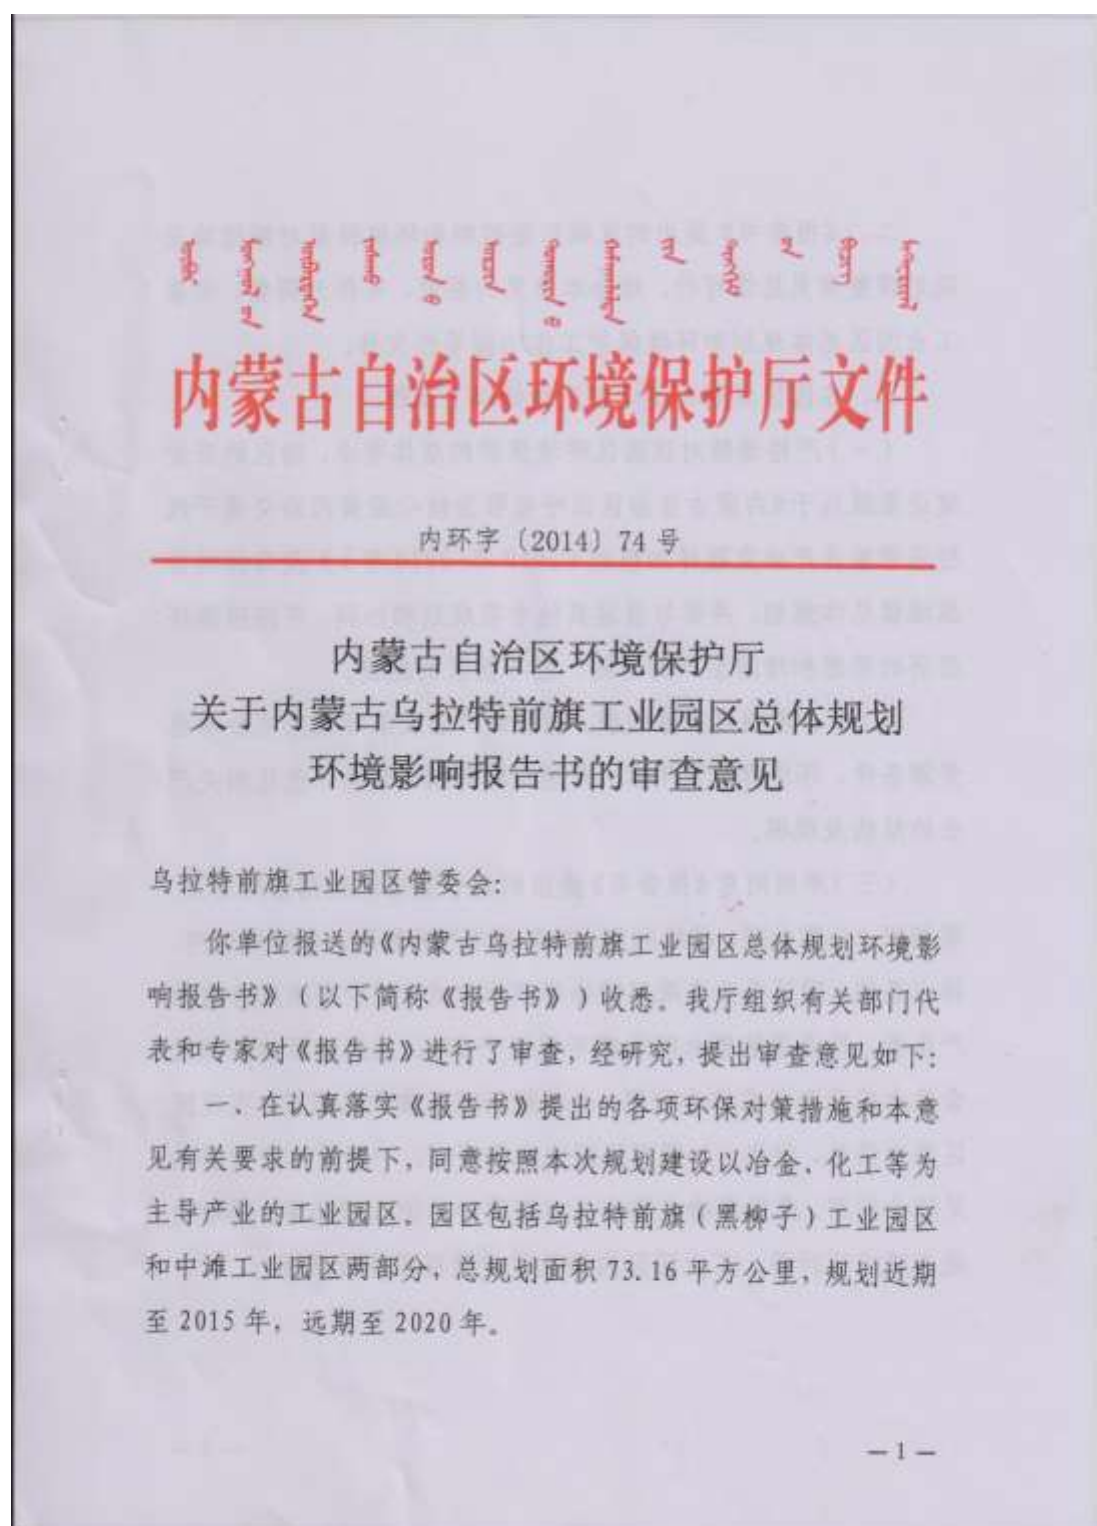 内蒙古自治区环境保护厅文件
内环字〔2014〕74号
内蒙古自治区环境保护厅
关于内蒙古乌拉特前旗工业园区总体规划
环境影响报告书的审查意见
乌拉特前旗工业园区管委会:
你单位报送的《内蒙古乌拉特前旗工业园区总体规划环境影
响报告书》（以下简称《报告书》）收悉。我厅组织有关部门代
表和专家对《报告书》进行了审查,经研究,提出审查意见如下:
一、在认真落实《报告书》提出的各项环保对策措施和本意
见有关要求的前提下,同意按照本次规划建设以冶金、化工等为
主导产业的工业园区。园区包括乌拉特前旗(黑柳子)工业园区
和中滩工业园区两部分,总规划面积73.16平方公里,规划近期
至2015年,远期至2020年。
—1—